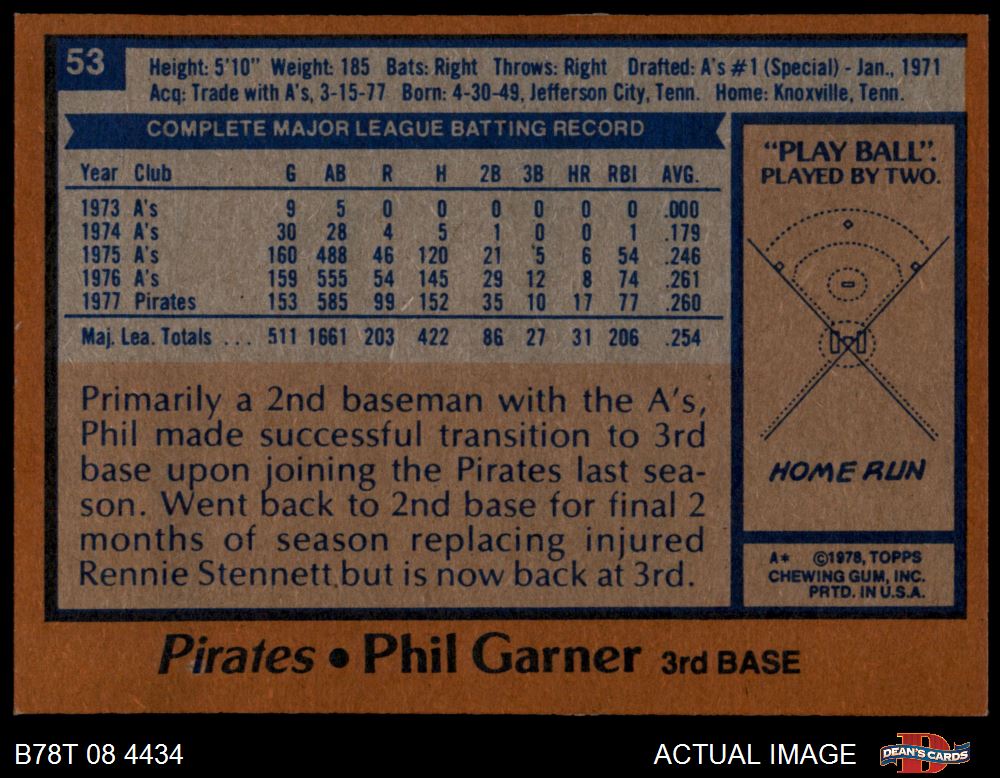 53
Height: 5'10" Weight: 185 Bats: Right Throws: Right Drafted: A's #1 (Special) - Jan., 1971
Acq: Trade with A's, 3-15-77 Born: 4-30-49, Jefferson City, Tenn. Home: Knoxville, Tenn.
COMPLETE MAJOR LEAGUE BATTING RECORD
Year Club G AB R H 2B 3B HR RBI AVG.
1973 A's 9 5 0 0 0 0 0 0 .000
1974 A's 30 28 4 5 1 0 0 1 .179
1975 A's 160 488 46 120 21 5 6 54 .246
1976 A's 159 555 54 145 29 12 8 74 .261
1977 Pirates 153 585 99 152 35 10 17 77 .260
Maj. Lea. Totals ... 511 1661 203 422 86 27 31 206 .254
Primarily a 2nd baseman with the A's,
Phil made successful transition to 3rd
base upon joining the Pirates last sea-
son. Went back to 2nd base for final 2
months of season replacing injured
Rennie Stennett, but is now back at 3rd.
"PLAY BALL".
PLAYED BY TWO.
HOME RUN
A* ©1978, TOPPS
CHEWING GUM, INC.
PRTD. IN U.S.A.
Pirates • Phil Garner 3rd BASE
B78T 08 4434
ACTUAL IMAGE
D
DEAN'S CARDS